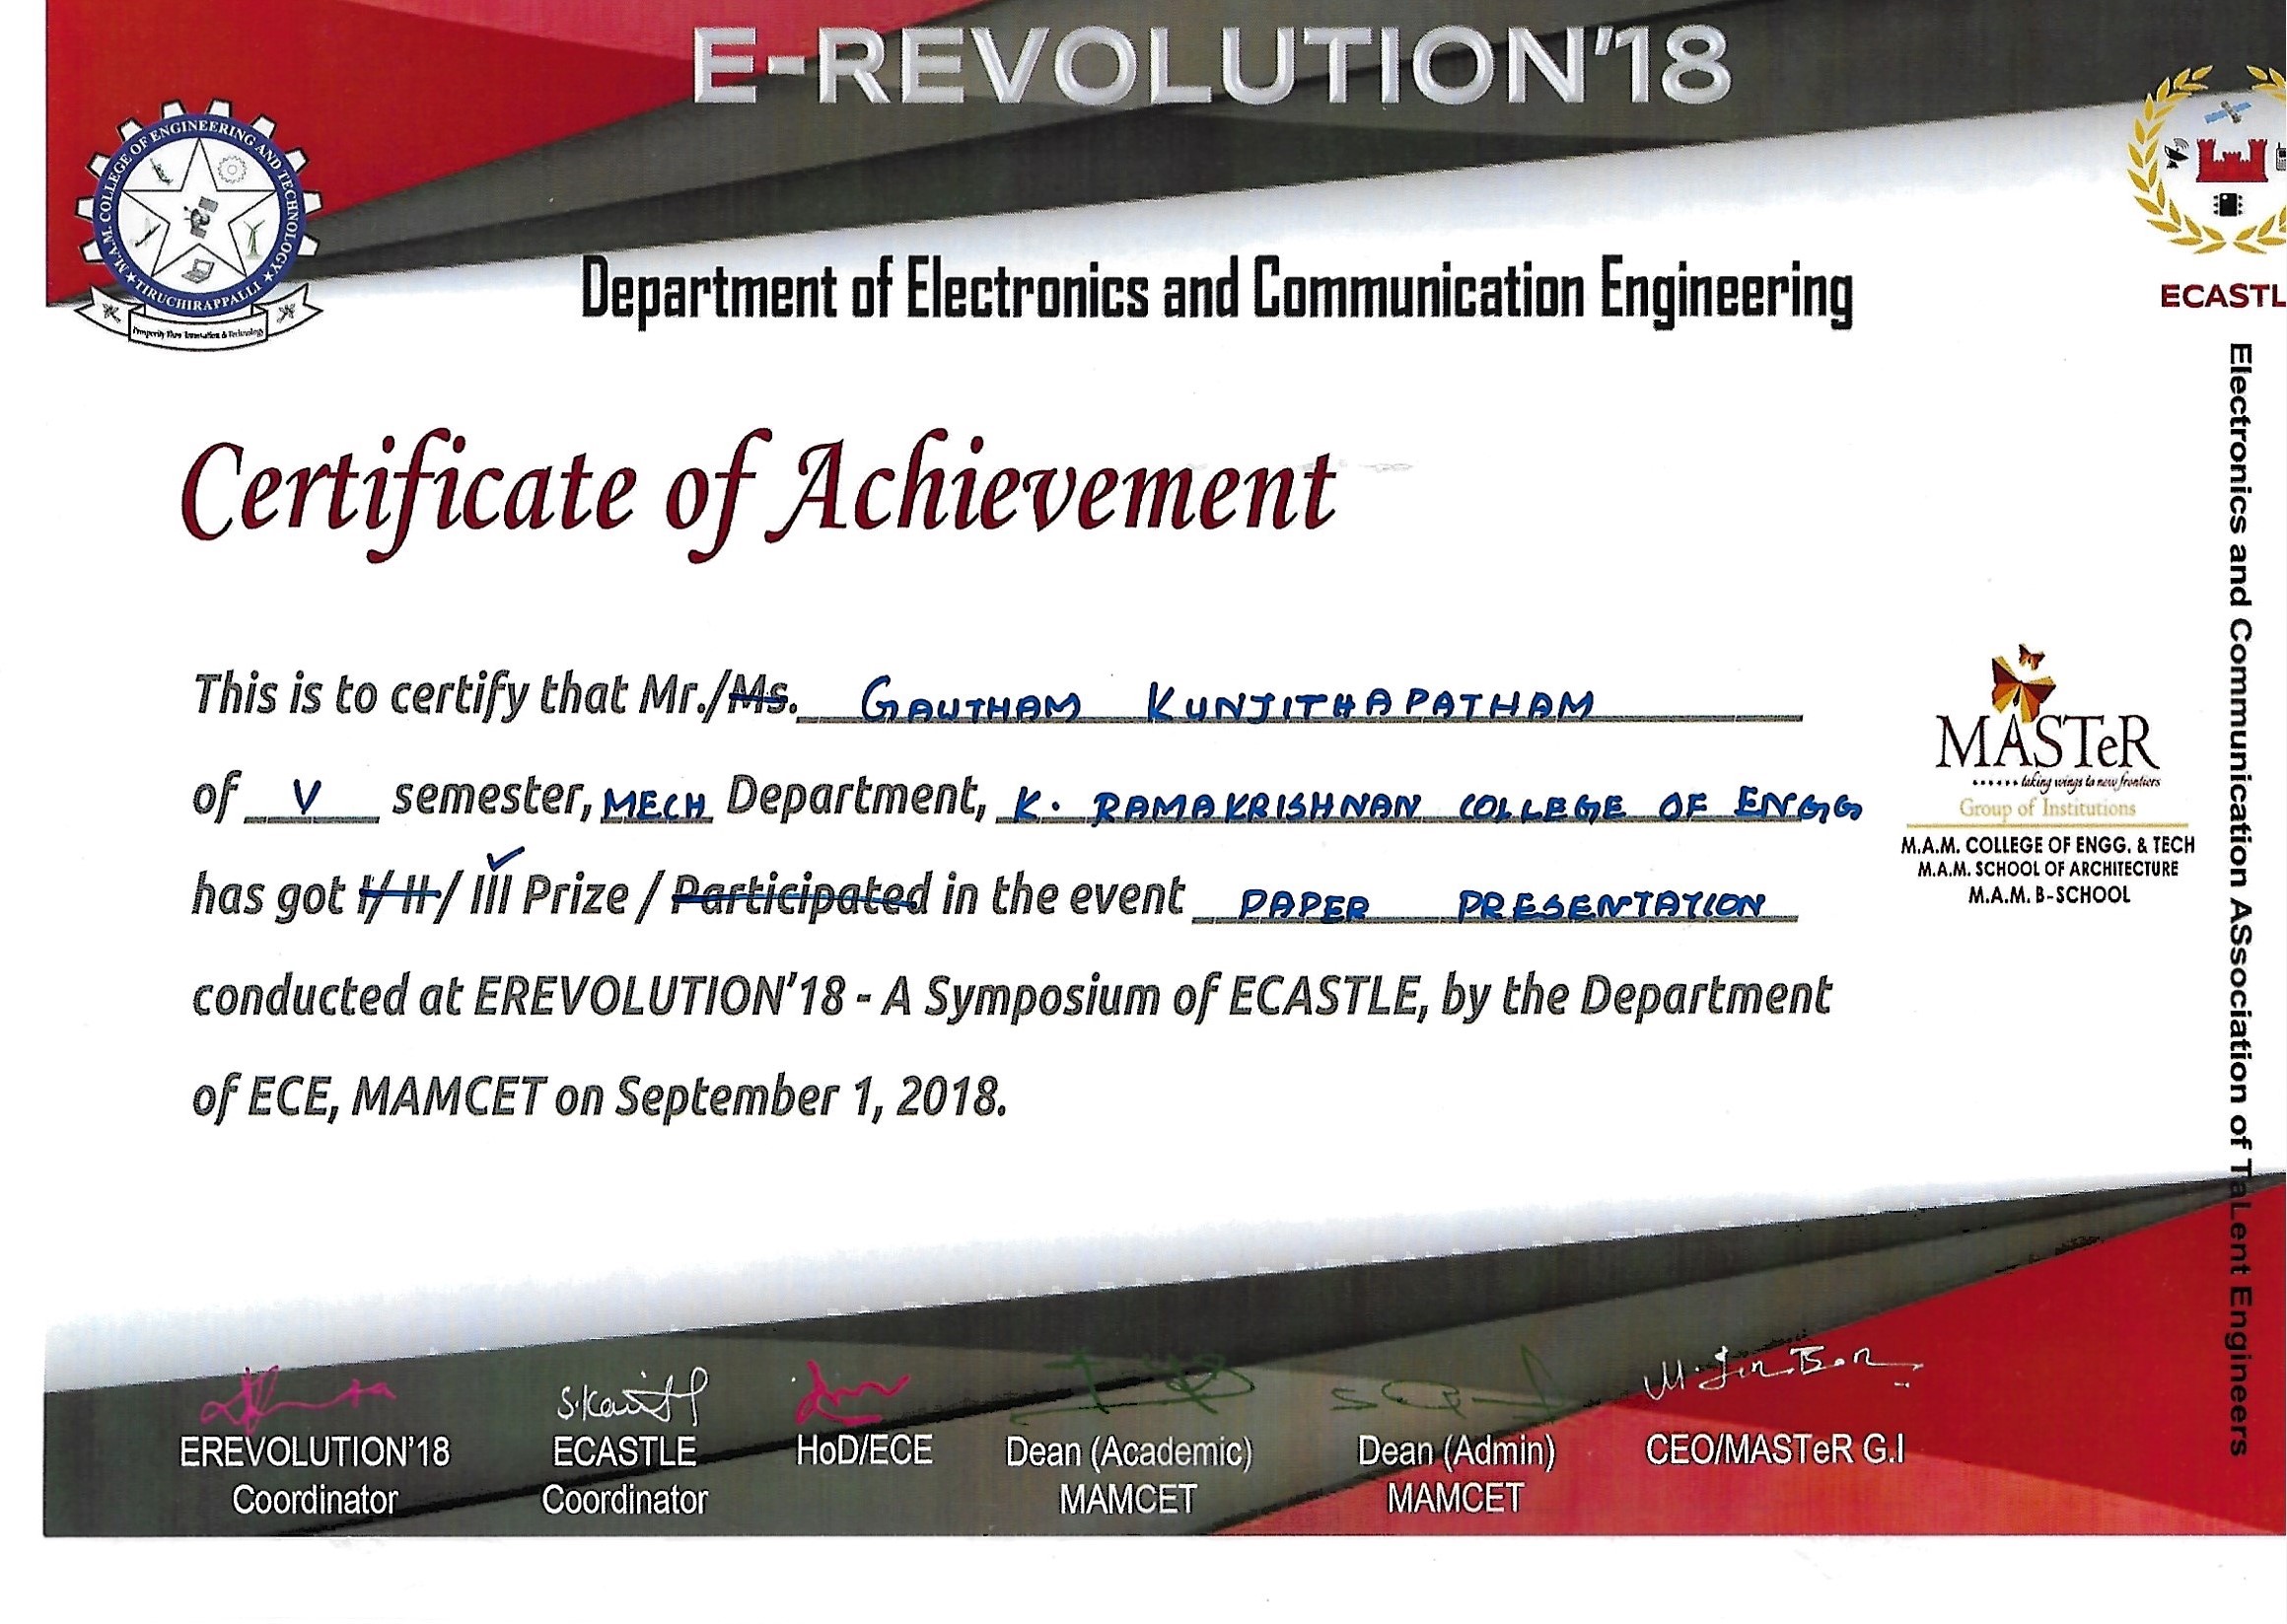 E-REVOLUTION'18
M.A.M. COLLEGE OF ENGINEERING AND TECHNOLOGY
TIRUCHIRAPPALLI
Prosperity Thro Innovation & Technology
ECASTL
Department of Electronics and Communication Engineering
Electronics and Communication ASsociation of TaLent Engineers
Certificate of Achievement
This is to certify that Mr./Ms. GAUTHAM KUNJITHAPATHAM
of V semester, MECH Department, K. RAMAKRISHNAN COLLEGE OF ENGG
has got I/ II/ III Prize / Participated in the event PAPER PRESENTATION
conducted at EREVOLUTION'18 - A Symposium of ECASTLE, by the Department
of ECE, MAMCET on September 1, 2018.
MASTeR
...... taking wings to new frontiers
Group of Institutions
M.A.M. COLLEGE OF ENGG. & TECH
M.A.M. SCHOOL OF ARCHITECTURE
M.A.M. B-SCHOOL
EREVOLUTION'18
Coordinator
ECASTLE
Coordinator
HoD/ECE
Dean (Academic)
MAMCET
Dean (Admin)
MAMCET
CEO/MASTeR G.I